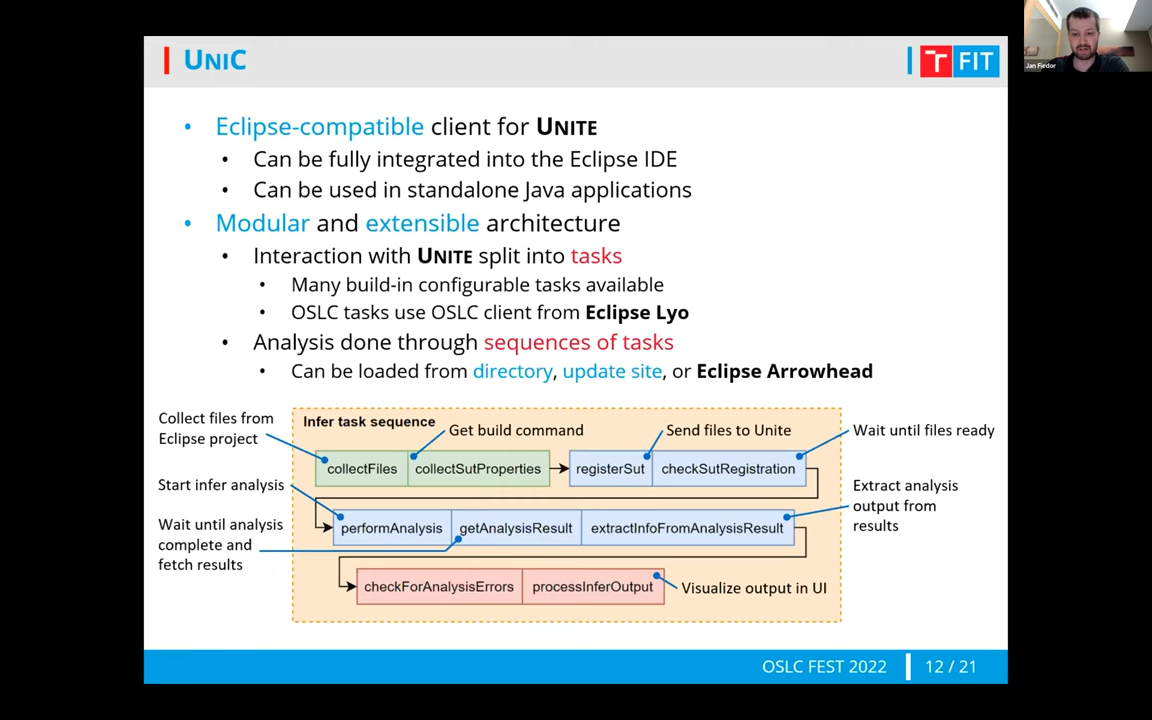 UNIC
FIT
Jan Fiedor
• Eclipse-compatible client for UNITE
• Can be fully integrated into the Eclipse IDE
• Can be used in standalone Java applications
• Modular and extensible architecture
• Interaction with UNITE split into tasks
• Many build-in configurable tasks available
• OSLC tasks use OSLC client from Eclipse Lyo
• Analysis done through sequences of tasks
• Can be loaded from directory, update site, or Eclipse Arrowhead
Collect files from
Eclipse project
Infer task sequence
Get build command
Send files to Unite
Wait until files ready
collectFiles
collectSutProperties
registerSut
checkSutRegistration
Start infer analysis
Extract analysis
output from
results
performAnalysis
getAnalysisResult
extractInfoFromAnalysisResult
Wait until analysis
complete and
fetch results
checkForAnalysisErrors
processInferOutput
Visualize output in UI
OSLC FEST 2022
12 / 21